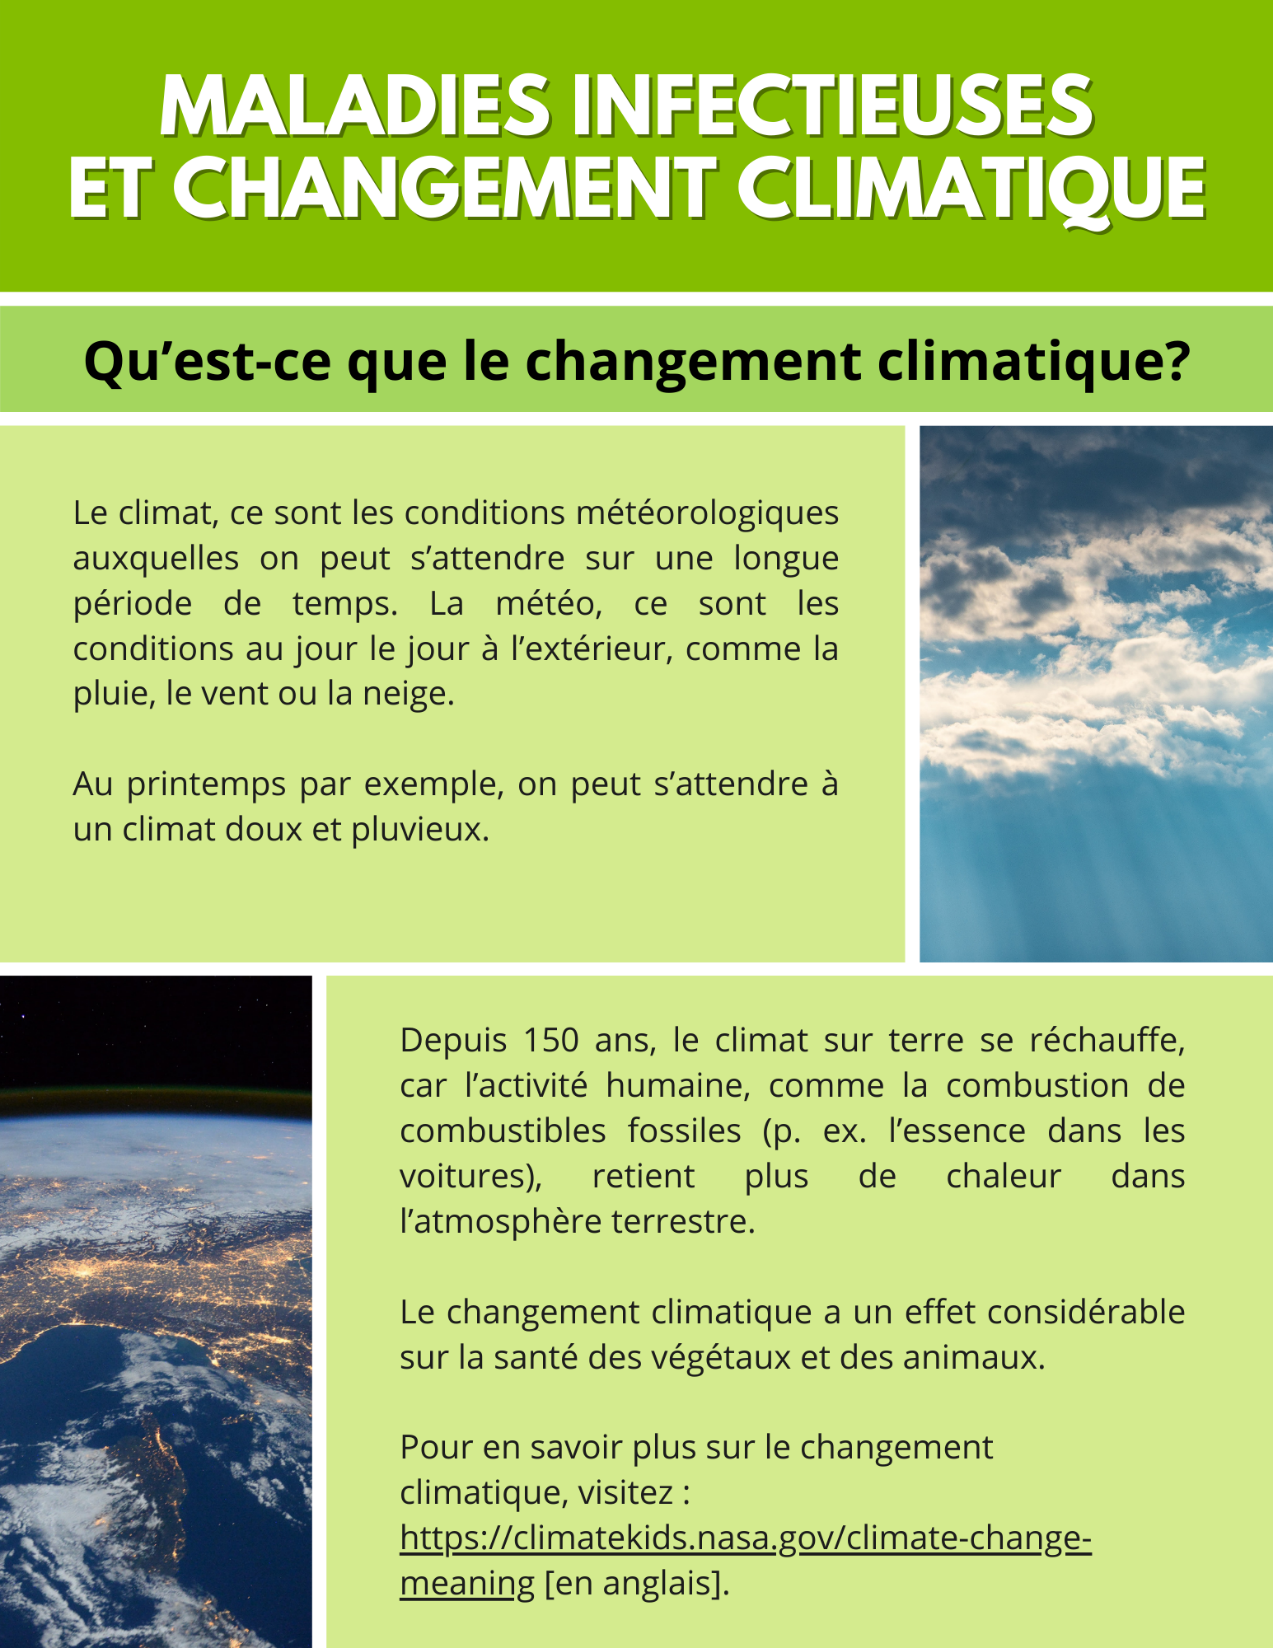 MALADIES INFECTIEUSES
ET CHANGEMENT CLIMATIQUE
Qu’est-ce que le changement climatique?
Le climat, ce sont les conditions météorologiques
auxquelles on peut s’attendre sur une longue
période de temps. La météo, ce sont les
conditions au jour le jour à l’extérieur, comme la
pluie, le vent ou la neige.
Au printemps par exemple, on peut s’attendre à
un climat doux et pluvieux.
Depuis 150 ans, le climat sur terre se réchauffe,
car l’activité humaine, comme la combustion de
combustibles fossiles (p. ex. l’essence dans les
voitures), retient plus de chaleur dans
l’atmosphère terrestre.
Le changement climatique a un effet considérable
sur la santé des végétaux et des animaux.
Pour en savoir plus sur le changement
climatique, visitez :
https://climatekids.nasa.gov/climate-change-
meaning [en anglais].